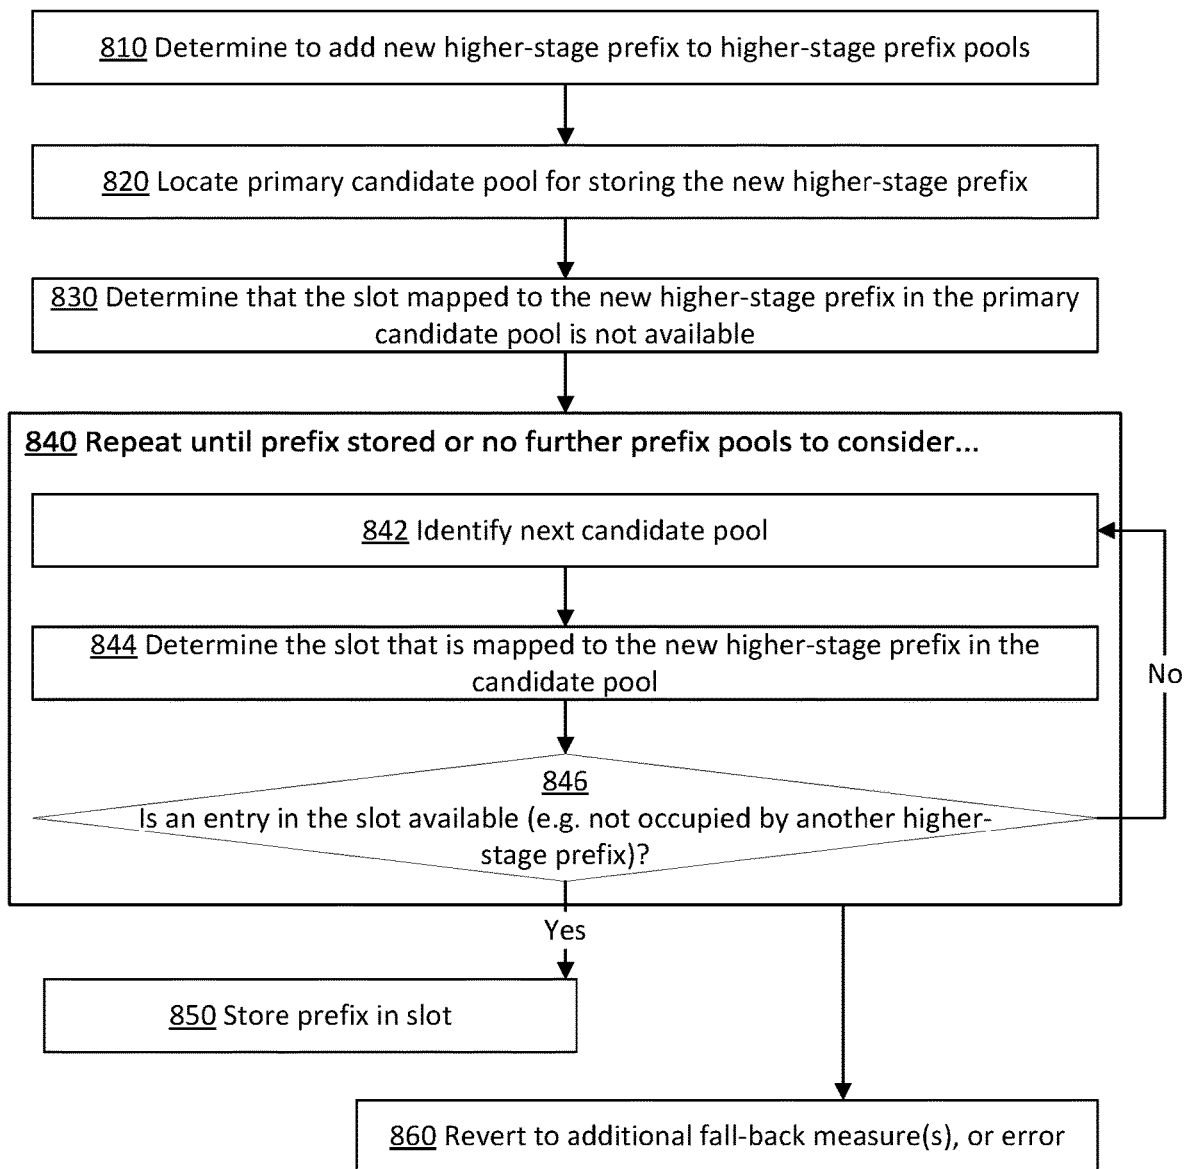 810 Determine to add new higher-stage prefix to higher-stage prefix pools
820 Locate primary candidate pool for storing the new higher-stage prefix
830 Determine that the slot mapped to the new higher-stage prefix in the primary
candidate pool is not available
840 Repeat until prefix stored or no further prefix pools to consider...
842 Identify next candidate pool
844 Determine the slot that is mapped to the new higher-stage prefix in the
candidate pool
No
846
Is an entry in the slot available (e.g. not occupied by another higher-
stage prefix)?
Yes
850 Store prefix in slot
860 Revert to additional fall-back measure(s), or error